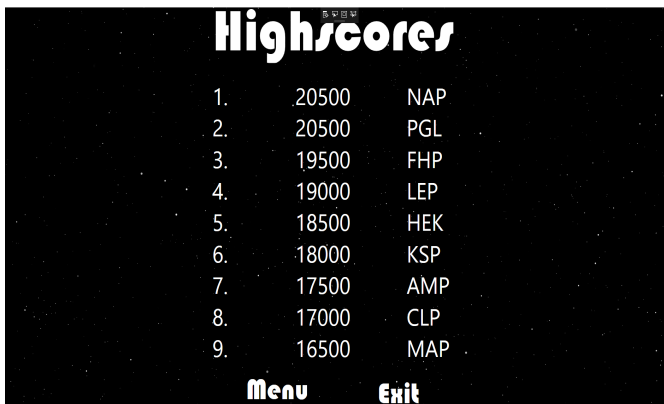 Highscores
1. 20500 NAP
2. 20500 PGL
3. 19500 FHP
4. 19000 LEP
5. 18500 HEK
6. 18000 KSP
7. 17500 AMP
8. 17000 CLP
9. 16500 MAP
Menu Exit